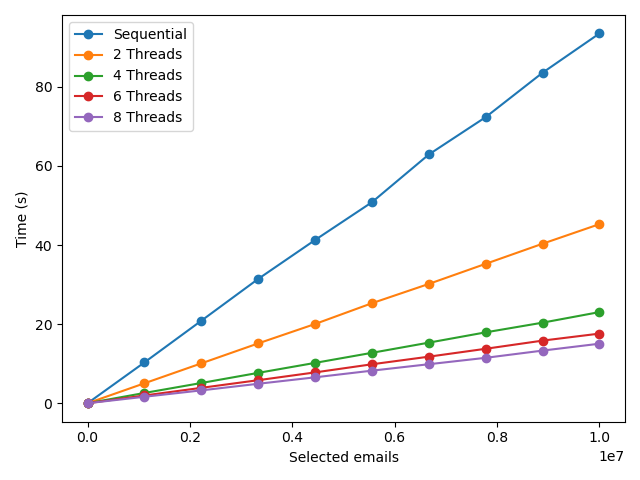 Sequential
2 Threads
4 Threads
6 Threads
8 Threads
Time (s)
80
60
40
20
0
0.0 0.2 0.4 0.6 0.8 1.0
1e7
Selected emails